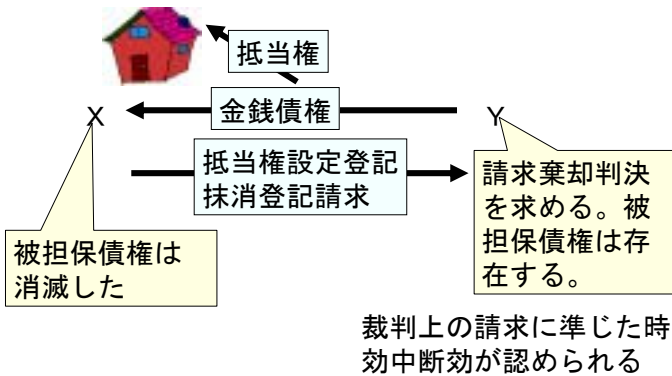 抵当権
金銭債権
X
Y
抵当権設定登記
抹消登記請求
請求棄却判決
を求める。被
担保債権は存
在する。
被担保債権は
消滅した
裁判上の請求に準じた時
効中断効が認められる